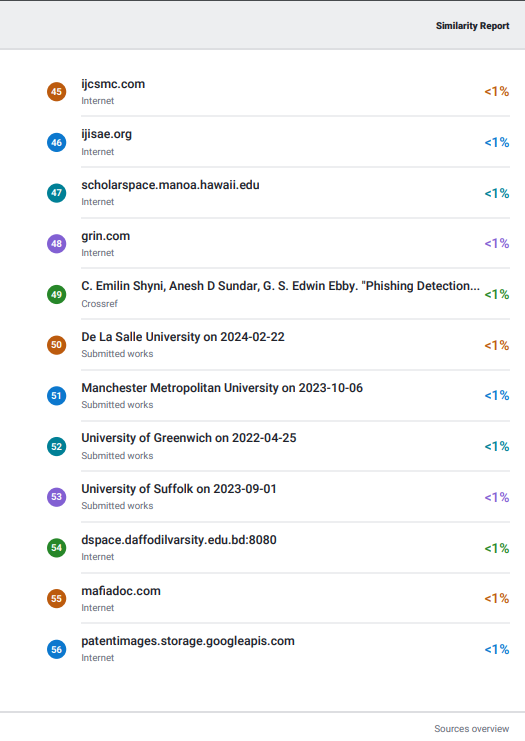 Similarity Report
45 ijcsmc.com <1%
Internet
46 ijisae.org <1%
Internet
47 scholarspace.manoa.hawaii.edu <1%
Internet
48 grin.com <1%
Internet
49 C. Emilin Shyni, Anesh D Sundar, G. S. Edwin Ebby. "Phishing Detection... <1%
Crossref
50 De La Salle University on 2024-02-22 <1%
Submitted works
51 Manchester Metropolitan University on 2023-10-06 <1%
Submitted works
52 University of Greenwich on 2022-04-25 <1%
Submitted works
53 University of Suffolk on 2023-09-01 <1%
Submitted works
54 dspace.daffodilvarsity.edu.bd:8080 <1%
Internet
55 mafiadoc.com <1%
Internet
56 patentimages.storage.googleapis.com <1%
Internet
Sources overview